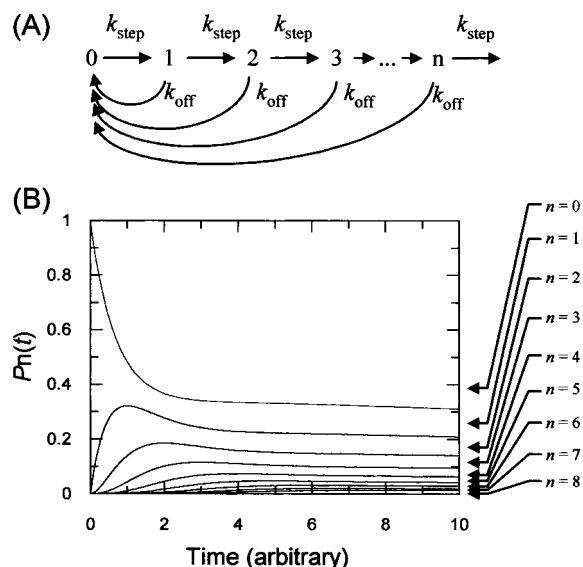 (A)
k_step k_step k_step k_step
0 1 2 3 ... n
k_off k_off k_off k_off
(B)
1
0.8
0.6
0.4
0.2
0
Pn(t)
0 2 4 6 8 10
Time (arbitrary)
n = 0
n = 1
n = 2
n = 3
n = 4
n = 5
n = 6
n = 7
n = 8